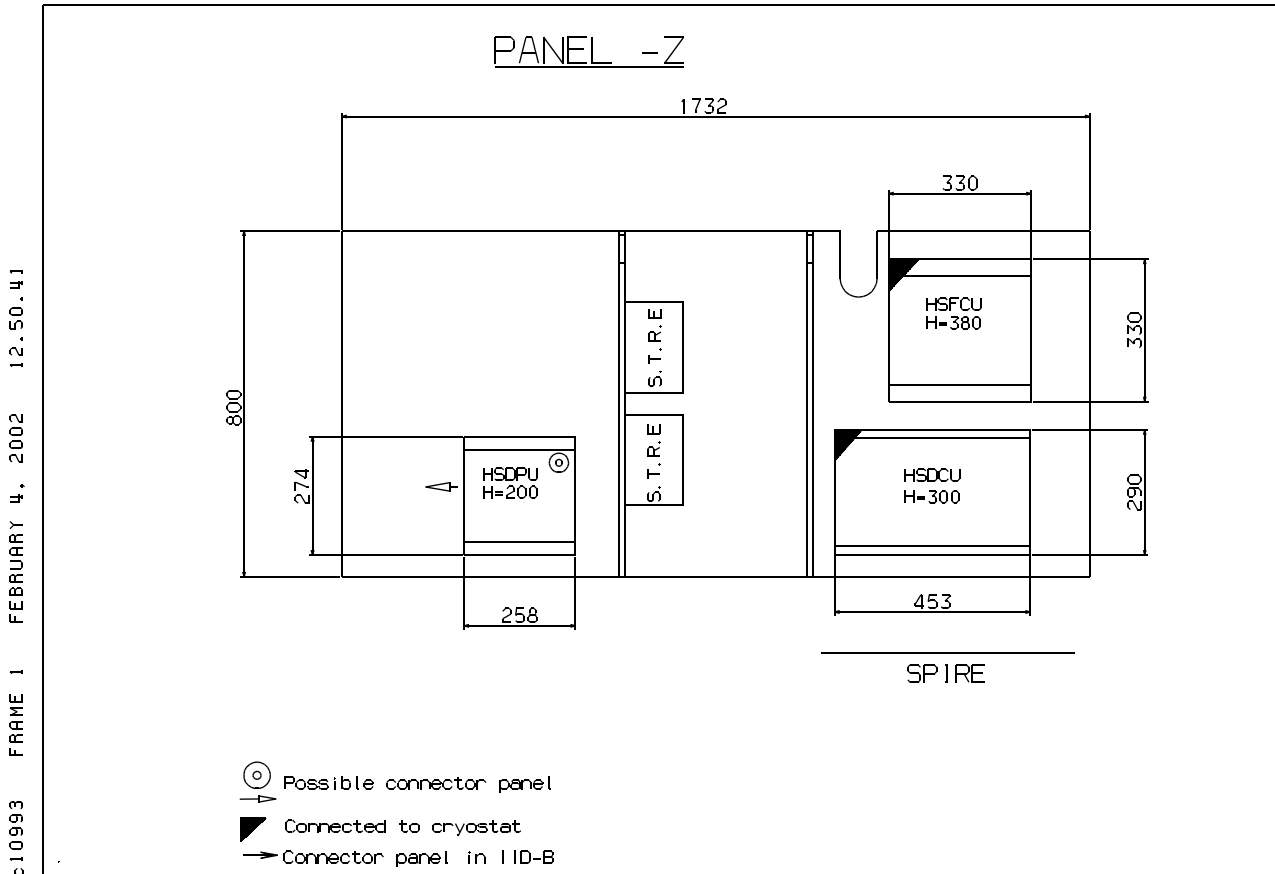 PANEL -Z
1732
330
HSFCU
H=380
330
S.T.R.E
800
S.T.R.E
274
HSDPU
H=200
HSDCU
H=300
290
258
453
SPIRE
Possible connector panel
Connected to cryostat
Connector panel in IID-B
c10993 FRAME 1 FEBRUARY 4, 2002 12.50.41